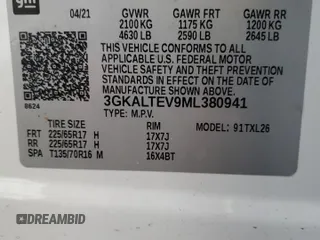 gm
04/21 GVWR GAWR FRT GAWR RR
2100 KG 1175 KG 1200 KG
4630 LB 2590 LB 2645 LB
THIS VEHICLE CONFORMS TO ALL APPLICABLE
U.S. FEDERAL MOTOR VEHICLE SAFETY, BUMPER,
AND THEFT PREVENTION STANDARDS IN EFFECT
ON THE DATE OF MANUFACTURE SHOWN ABOVE.
8624
3GKALTEV9ML380941
TYPE: M.P.V.
TIRE SIZE RIM 91TXL26
FRT 225/65R17 H 17X7J
RR 225/65R17 H 17X7J
SPA T135/70R16 M 16X4BT
DREAMBID